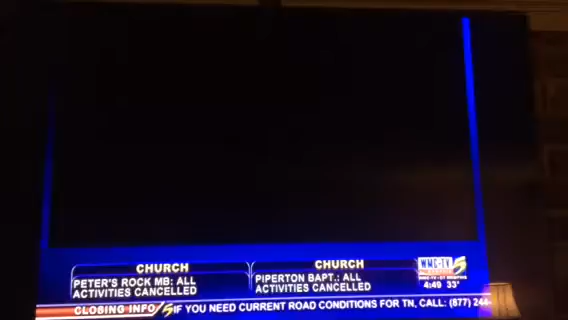 CHURCH
PETER'S ROCK MB: ALL
ACTIVITIES CANCELLED
CHURCH
PIPERTON BAPT.: ALL
ACTIVITIES CANCELLED
WMC-TV 5
4:49 33°
CLOSING INFO 5 IF YOU NEED CURRENT ROAD CONDITIONS FOR TN, CALL: (877) 244-